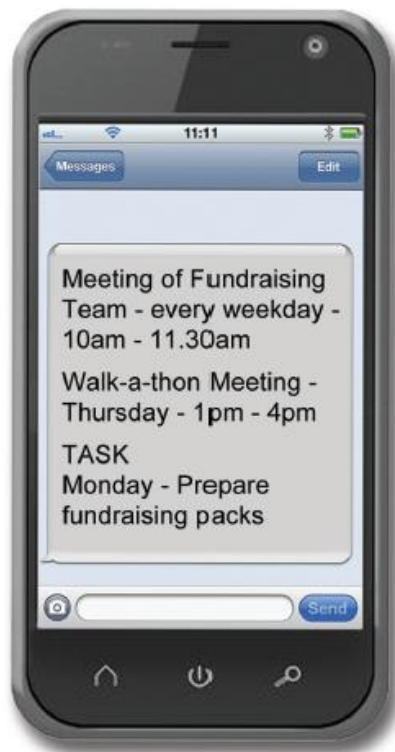 11:11
Messages
Edit
Meeting of Fundraising
Team - every weekday -
10am - 11.30am
Walk-a-thon Meeting -
Thursday - 1pm - 4pm
TASK
Monday - Prepare
fundraising packs
Send